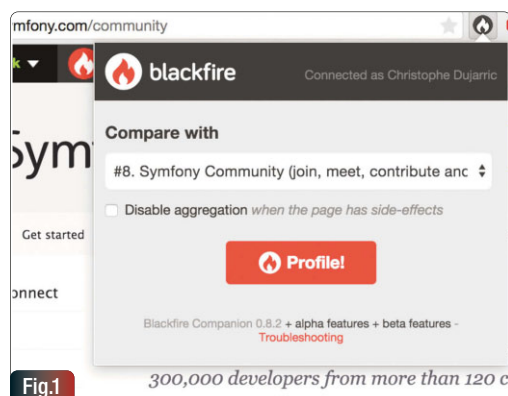 mfony.com/community
k
blackfire
Connected as Christophe Dujarric
Sym
Compare with
#8. Symfony Community (join, meet, contribute anc
Disable aggregation when the page has side-effects
Get started
Profile!
onnect
Blackfire Companion 0.8.2 + alpha features + beta features -
Troubleshooting
300,000 developers from more than 120 c
Fig.1